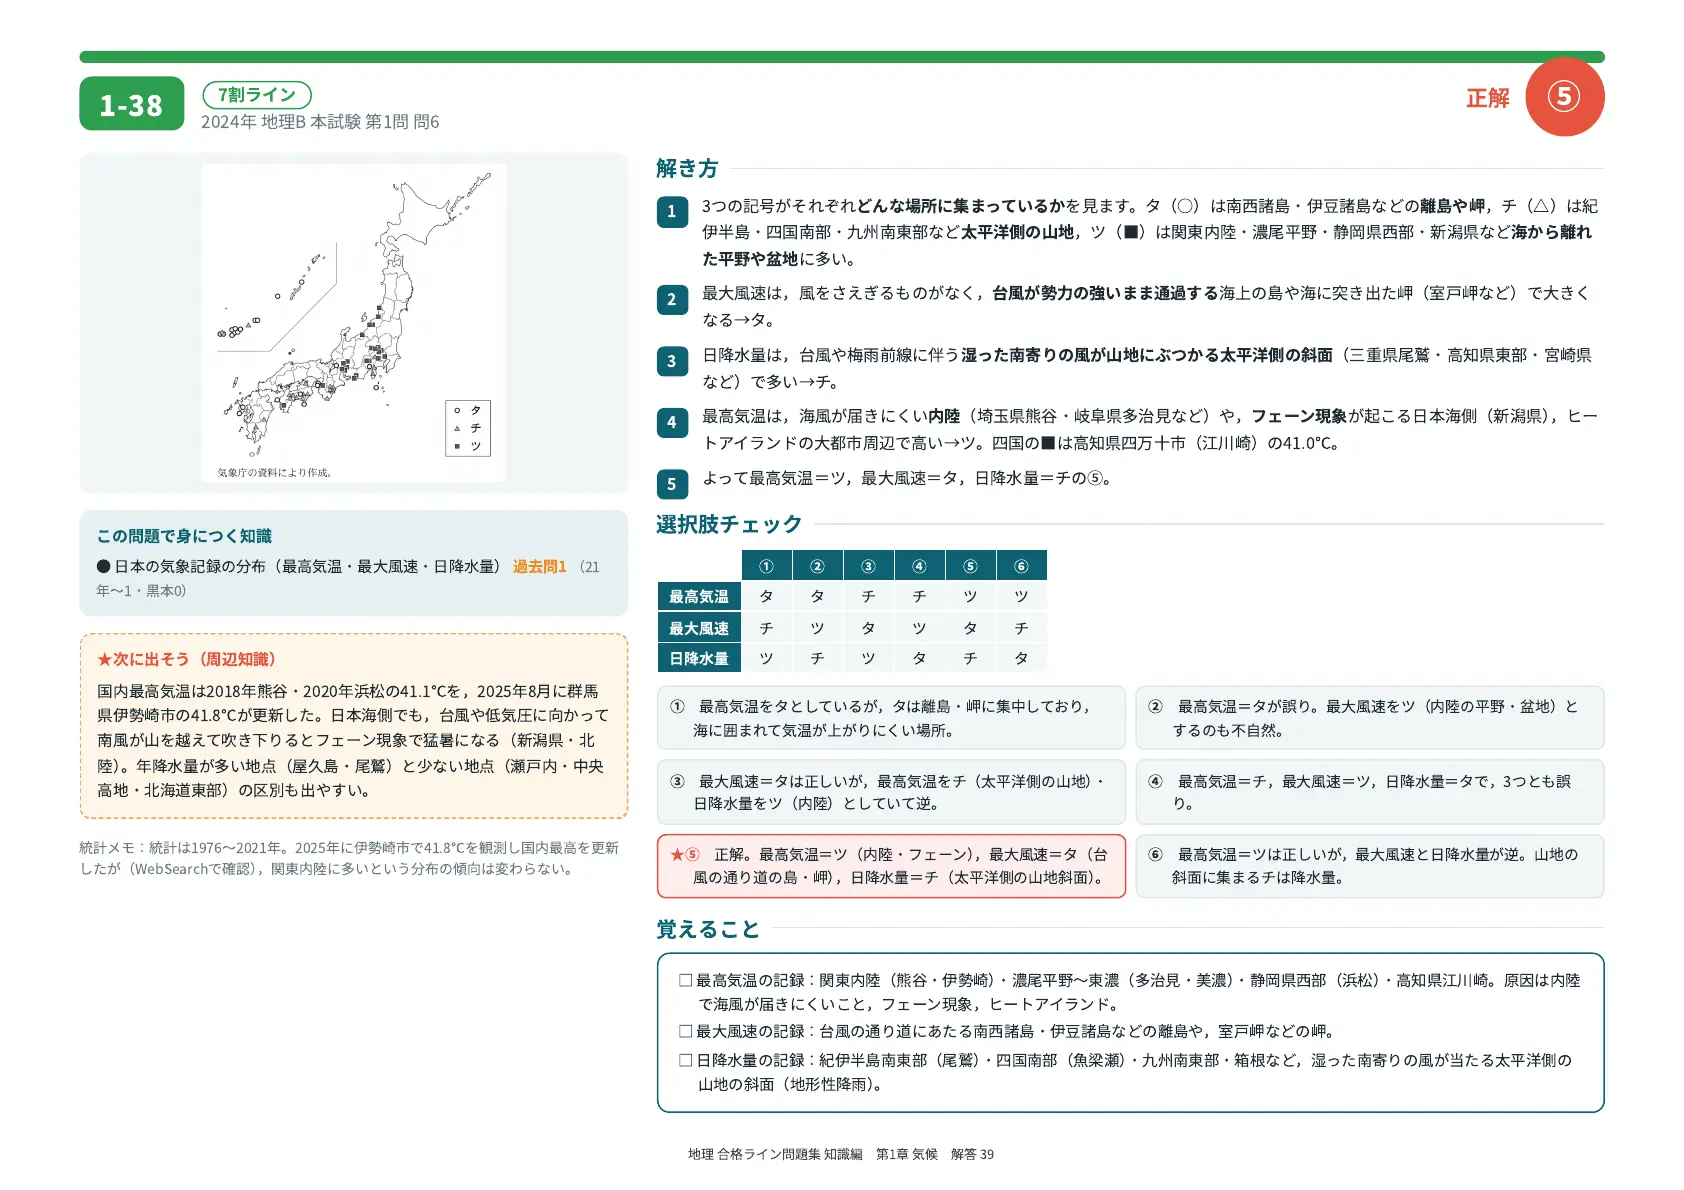 1-38
7割ライン
2024年 地理B 本試験 第1問 問6
正解 ⑤
○ タ
△ チ
■ ツ
気象庁の資料により作成。
この問題で身につく知識
● 日本の気象記録の分布（最高気温・最大風速・日降水量） 過去問1 （21
年〜1・黒本0）
★次に出そう（周辺知識）
国内最高気温は2018年熊谷・2020年浜松の41.1℃を，2025年8月に群馬
県伊勢崎市の41.8℃が更新した。日本海側でも，台風や低気圧に向かって
南風が山を越えて吹き下りるとフェーン現象で猛暑になる（新潟県・北
陸）。年降水量が多い地点（屋久島・尾鷲）と少ない地点（瀬戸内・中央
高地・北海道東部）の区別も出やすい。
統計メモ：統計は1976〜2021年。2025年に伊勢崎市で41.8℃を観測し国内最高を更新
したが（WebSearchで確認），関東内陸に多いという分布の傾向は変わらない。
解き方
1 3つの記号がそれぞれどんな場所に集まっているかを見ます。タ（○）は南西諸島・伊豆諸島などの離島や岬，チ（△）は紀
伊半島・四国南部・九州南東部など太平洋側の山地，ツ（■）は関東内陸・濃尾平野・静岡県西部・新潟県など海から離れ
た平野や盆地に多い。
2 最大風速は，風をさえぎるものがなく，台風が勢力の強いまま通過する海上の島や海に突き出た岬（室戸岬など）で大きく
なる→タ。
3 日降水量は，台風や梅雨前線に伴う湿った南寄りの風が山地にぶつかる太平洋側の斜面（三重県尾鷲・高知県東部・宮崎県
など）で多い→チ。
4 最高気温は，海風が届きにくい内陸（埼玉県熊谷・岐阜県多治見など）や，フェーン現象が起こる日本海側（新潟県），ヒー
トアイランドの大都市周辺で高い→ツ。四国の■は高知県四万十市（江川崎）の41.0℃。
5 よって最高気温＝ツ，最大風速＝タ，日降水量＝チの⑤。
選択肢チェック
① ② ③ ④ ⑤ ⑥
最高気温 タ タ チ チ ツ ツ
最大風速 チ ツ タ ツ タ チ
日降水量 ツ チ ツ タ チ タ
① 最高気温をタとしているが，タは離島・岬に集中しており，
海に囲まれて気温が上がりにくい場所。
② 最高気温＝タが誤り。最大風速をツ（内陸の平野・盆地）と
するのも不自然。
③ 最大風速＝タは正しいが，最高気温をチ（太平洋側の山地）・
日降水量をツ（内陸）としていて逆。
④ 最高気温＝チ，最大風速＝ツ，日降水量＝タで，3つとも誤
り。
★⑤ 正解。最高気温＝ツ（内陸・フェーン），最大風速＝タ（台
風の通り道の島・岬），日降水量＝チ（太平洋側の山地斜面）。
⑥ 最高気温＝ツは正しいが，最大風速と日降水量が逆。山地の
斜面に集まるチは降水量。
覚えること
□ 最高気温の記録：関東内陸（熊谷・伊勢崎）・濃尾平野〜東濃（多治見・美濃）・静岡県西部（浜松）・高知県江川崎。原因は内陸
で海風が届きにくいこと，フェーン現象，ヒートアイランド。
□ 最大風速の記録：台風の通り道にあたる南西諸島・伊豆諸島などの離島や，室戸岬などの岬。
□ 日降水量の記録：紀伊半島南東部（尾鷲）・四国南部（魚梁瀬）・九州南東部・箱根など，湿った南寄りの風が当たる太平洋側の
山地の斜面（地形性降雨）。
地理 合格ライン問題集 知識編 第1章 気候 解答 39